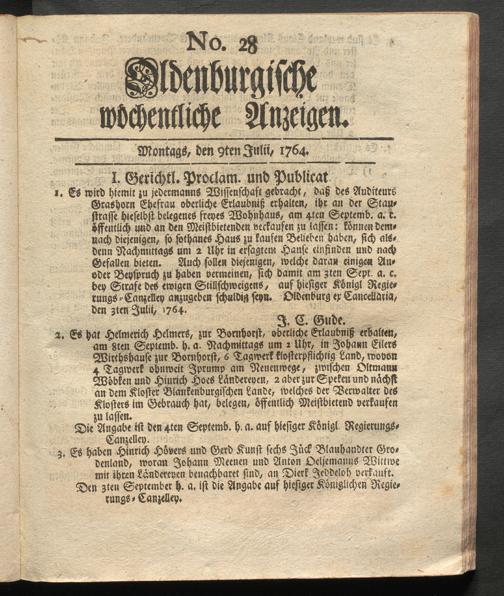 No. 28
Oldenburgische
wöchentliche Anzeigen.
Montags, den 9ten Julii, 1764.
I. Gerichtl. Proclam. und Publicat
1. Es wird hiemit zu jedermanns Wissenschaft gebracht, daß des Auditeurs
Grashorn Ehefrau oberliche Erlaubniß erhalten, ihr an der Stau-
strasse hieselbst belegenes freyes Wohnhaus, am 4ten Septemb. a. c.
öffentlich und an den Meistbietenden verkaufen zu lassen: können dem-
nach diejenigen, so sothanes Haus zu kaufen Belieben haben, sich als-
denn Nachmittags um 2 Uhr in ersagtem Hause einfinden und nach
Gefallen bieten. Auch sollen diejenigen, welche daran einigen An-
oder Beyspruch zu haben vermeinen, sich damit am 3ten Sept. a. c.
bey Strafe des ewigen Stillschweigens, auf hiesiger Königl Regie-
rungs-Canzelley anzugeben schuldig seyn. Oldenburg ex Cancellaria,
den 3ten Julii, 1764.
J. C. Gude.
2. Es hat Helmerich Helmers, zur Bornhorst, oberliche Erlaubniß erhalten,
am 8ten Septemb. h. a. Nachmittags um 2 Uhr, in Johann Eilers
Wirthshause zur Bornhorst, 6 Tagwerk klosterpflichtig Land, wovon
4 Tagwerk ohnweit Iprump am Neuenwege, zwischen Oltmann
Wöbken und Hinrich Hoes Ländereyen, 2 aber zur Speken und nächst
an dem Kloster Blankenburgischen Lande, welches der Verwalter des
Klosters im Gebrauch hat, belegen, öffentlich Meistbietend verkaufen
zu lassen.
Die Angabe ist den 4ten Septemb. h. a. auf hiesiger Königl Regierungs-
Canzelley.
3. Es haben Hinrich Hövers und Gerd Kunst sechs Jück Blauhandter Gro-
denland, woran Johann Meenen und Anton Oelsemanns Wittwe
mit ihren Ländereyen benachbaret sind, an Dierk Jeddeloh verkauft.
Den 3ten September h. a. ist die Angabe auf hiesiger Königlichen Regie-
rungs-Canzelley.